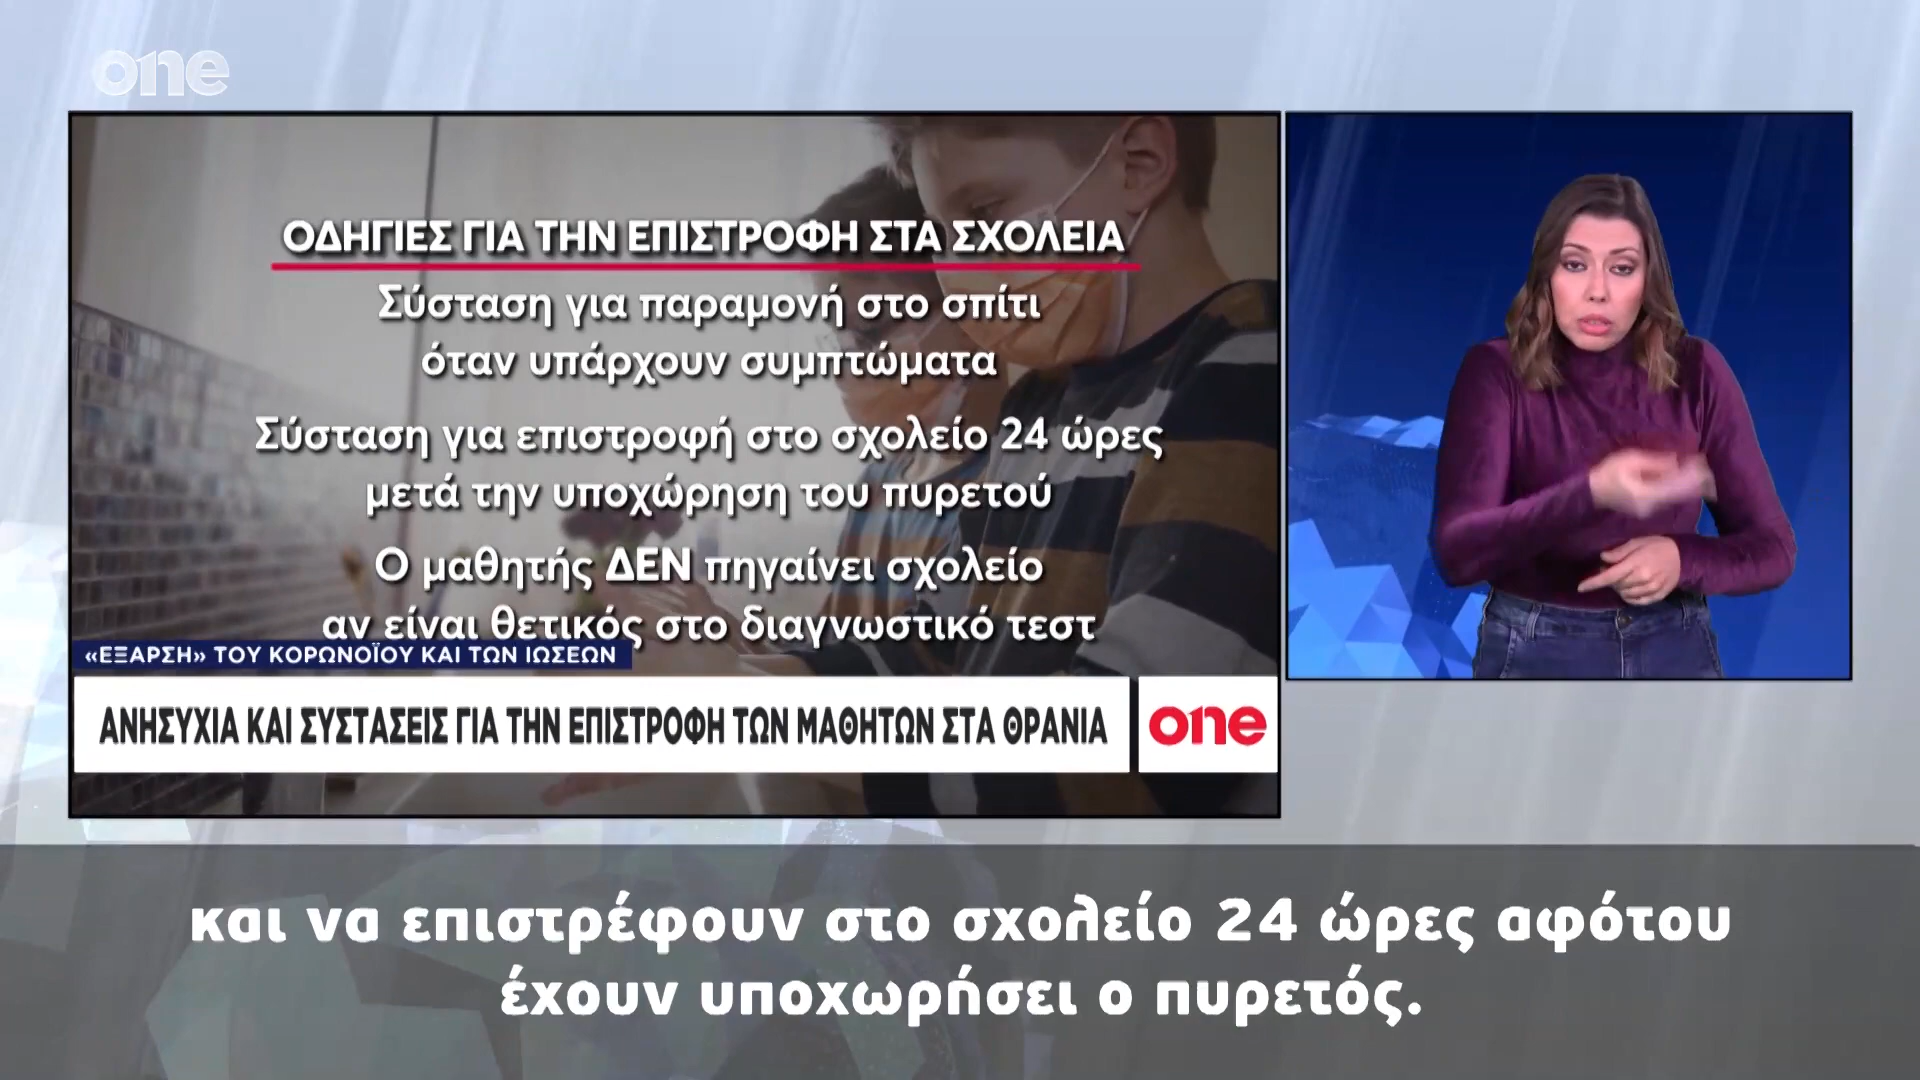 one
ΟΔΗΓΙΕΣ ΓΙΑ ΤΗΝ ΕΠΙΣΤΡΟΦΗ ΣΤΑ ΣΧΟΛΕΙΑ
Σύσταση για παραμονή στο σπίτι
όταν υπάρχουν συμπτώματα
Σύσταση για επιστροφή στο σχολείο 24 ώρες
μετά την υποχώρηση του πυρετού
Ο μαθητής ΔΕΝ πηγαίνει σχολείο
αν είναι θετικός στο διαγνωστικό τεστ
«ΕΞΑΡΣΗ» ΤΟΥ ΚΟΡΩΝΟΪΟΥ ΚΑΙ ΤΩΝ ΙΩΣΕΩΝ
ΑΝΗΣΥΧΙΑ ΚΑΙ ΣΥΣΤΑΣΕΙΣ ΓΙΑ ΤΗΝ ΕΠΙΣΤΡΟΦΗ ΤΩΝ ΜΑΘΗΤΩΝ ΣΤΑ ΘΡΑΝΙΑ
one
και να επιστρέφουν στο σχολείο 24 ώρες αφότου
έχουν υποχωρήσει ο πυρετός.